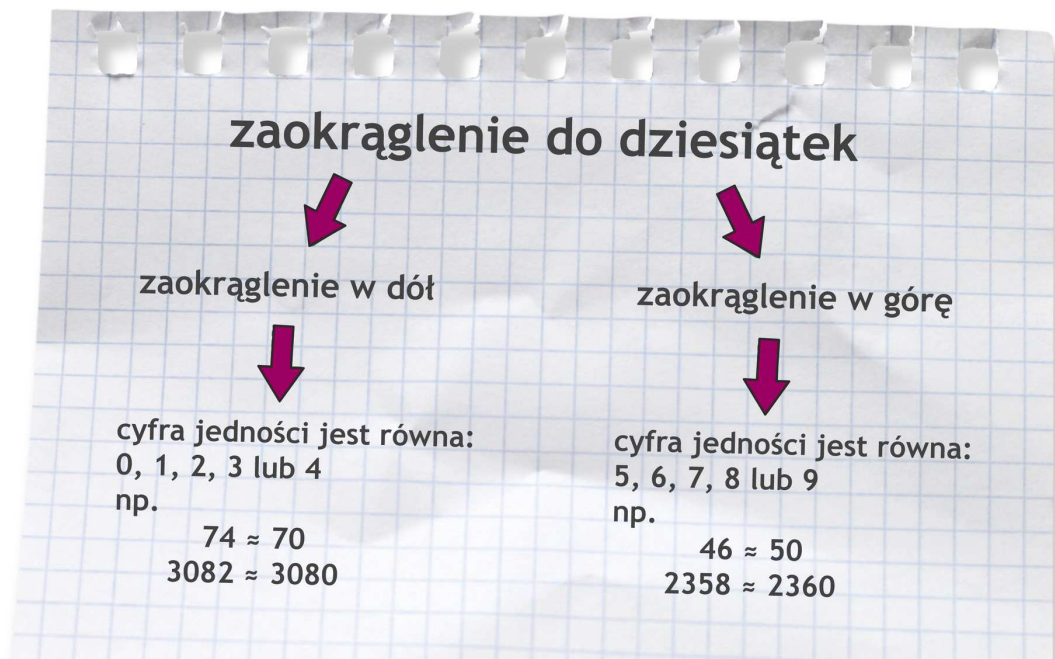 zaokrąglenie do dziesiątek
zaokrąglenie w dół
zaokrąglenie w górę
cyfra jedności jest równa:
0, 1, 2, 3 lub 4
np.
74 ≈ 70
3082 ≈ 3080
cyfra jedności jest równa:
5, 6, 7, 8 lub 9
np.
46 ≈ 50
2358 ≈ 2360